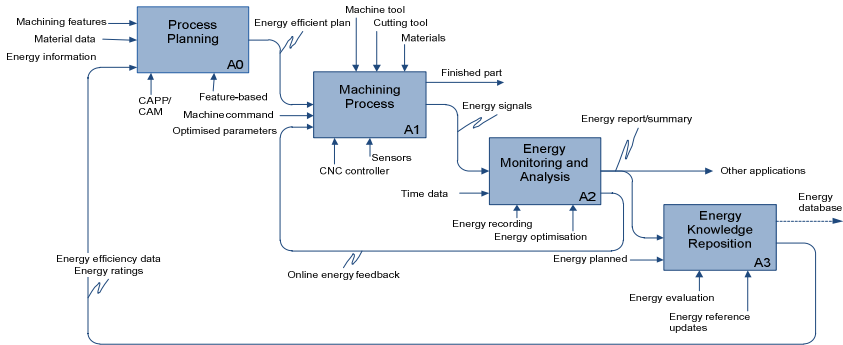 Machine tool
Cutting tool
Materials
Machining features
Material data
Energy information
Process
Planning
A0
Energy efficient plan
CAPP/
CAM
Feature-based
Machine command
Optimised parameters
Machining
Process
A1
Finished part
Energy signals
CNC controller
Sensors
Energy
Monitoring and
Analysis
A2
Energy report/summary
Other applications
Time data
Energy recording
Energy optimisation
Energy
database
Energy
Knowledge
Reposition
A3
Energy planned
Energy evaluation
Energy reference
updates
Online energy feedback
Energy efficiency data
Energy ratings